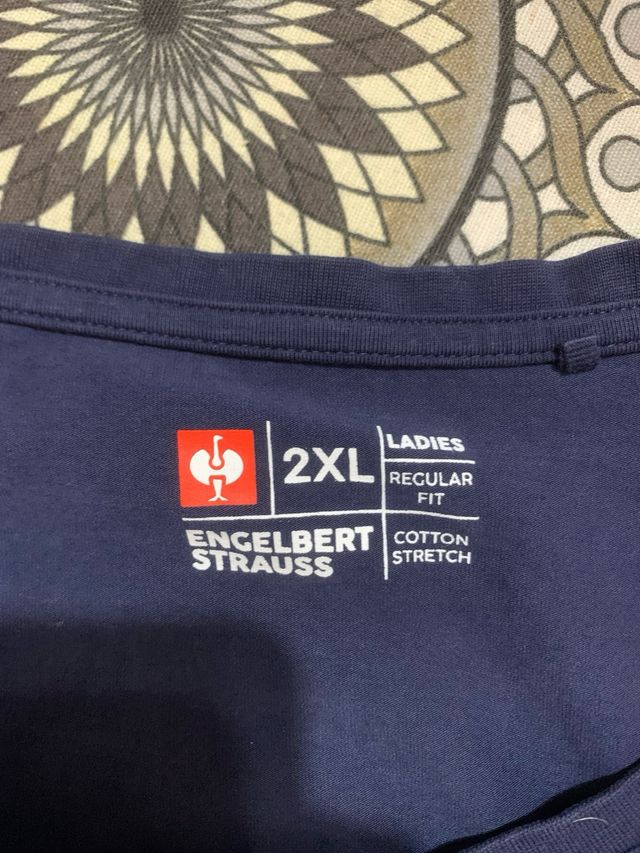 2XL
LADIES
REGULAR
FIT
ENGELBERT
STRAUSS
COTTON
STRETCH